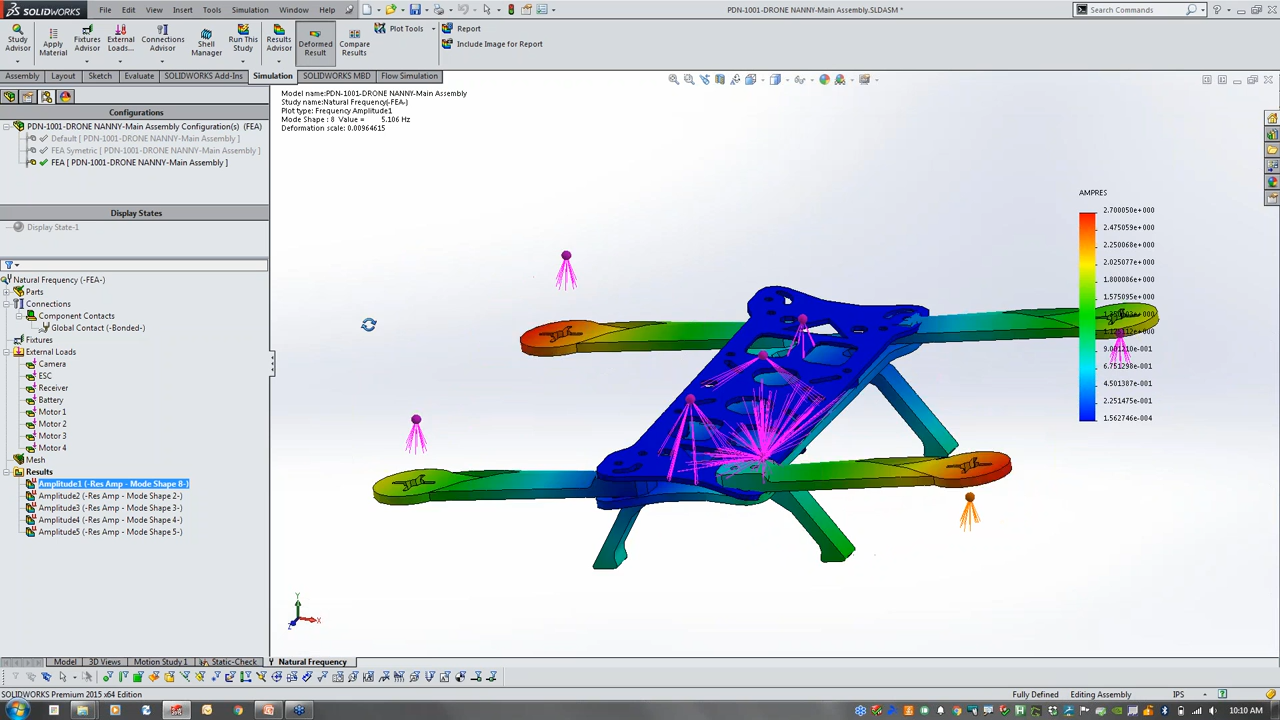 SOLIDWORKS File Edit View Insert Tools Simulation Window Help PDN-1001-DRONE NANNY-Main Assembly.SLDASM * Search Commands
Study Advisor
Apply Material
Fixtures Advisor
External Loads...
Connections Advisor
Shell Manager
Run This Study
Results Advisor
Deformed Result
Compare Results
Plot Tools
Report
Include Image for Report
Assembly Layout Sketch Evaluate SOLIDWORKS Add-Ins Simulation SOLIDWORKS MBD Flow Simulation
Configurations
PDN-1001-DRONE NANNY-Main Assembly Configuration(s) (FEA)
Default [ PDN-1001-DRONE NANNY-Main Assembly ]
FEA Symetric [ PDN-1001-DRONE NANNY-Main Assembly ]
FEA [ PDN-1001-DRONE NANNY-Main Assembly ]
Display States
Display State-1
Natural Frequency (-FEA-)
Parts
Connections
Component Contacts
Global Contact (-Bonded-)
Fixtures
External Loads
Camera
ESC
Receiver
Battery
Motor 1
Motor 2
Motor 3
Motor 4
Mesh
Results
Amplitude1 (-Res Amp - Mode Shape 8-)
Amplitude2 (-Res Amp - Mode Shape 2-)
Amplitude3 (-Res Amp - Mode Shape 3-)
Amplitude4 (-Res Amp - Mode Shape 4-)
Amplitude5 (-Res Amp - Mode Shape 5-)
Model name:PDN-1001-DRONE NANNY-Main Assembly
Study name:Natural Frequency(-FEA-)
Plot type: Frequency Amplitude1
Mode Shape : 8 Value = 5.106 Hz
Deformation scale: 0.00964615
AMPRES
2.700050e+000
2.475059e+000
2.250068e+000
2.025077e+000
1.800086e+000
1.125112e+000
9.001210e-001
6.751298e-001
4.501387e-001
2.251475e-001
1.562746e-004
Y
X
Z
Model 3D Views Motion Study 1 Static-Check Natural Frequency
SOLIDWORKS Premium 2015 x64 Edition Fully Defined Editing Assembly IPS
10:10 AM